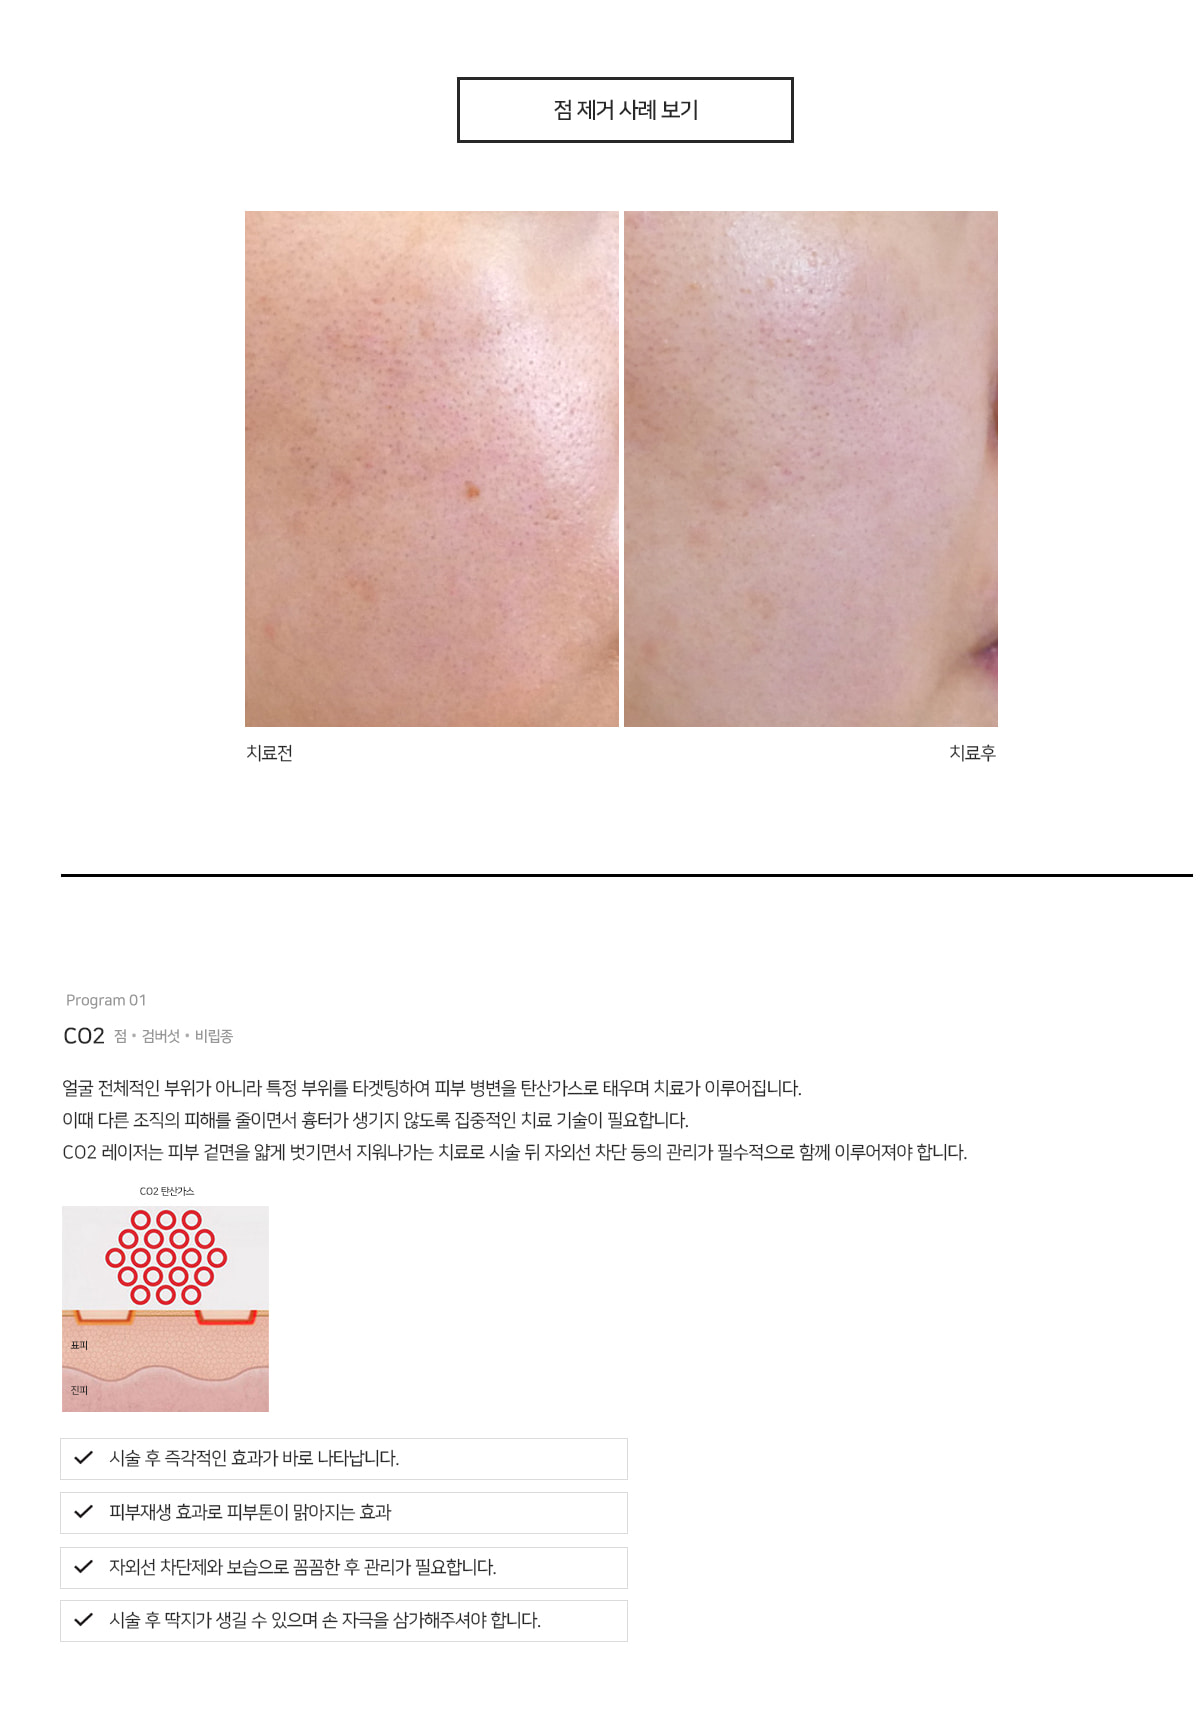 점 제거 사례 보기
치료전
치료후
Program 01
CO2 점 • 검버섯 • 비립종
얼굴 전체적인 부위가 아니라 특정 부위를 타겟팅하여 피부 병변을 탄산가스로 태우며 치료가 이루어집니다.
이때 다른 조직의 피해를 줄이면서 흉터가 생기지 않도록 집중적인 치료 기술이 필요합니다.
CO2 레이저는 피부 겉면을 얇게 벗기면서 지워나가는 치료로 시술 뒤 자외선 차단 등의 관리가 필수적으로 함께 이루어져야 합니다.
CO2 탄산가스
표피
진피
시술 후 즉각적인 효과가 바로 나타납니다.
피부재생 효과로 피부톤이 맑아지는 효과
자외선 차단제와 보습으로 꼼꼼한 후 관리가 필요합니다.
시술 후 딱지가 생길 수 있으며 손 자극을 삼가해주셔야 합니다.